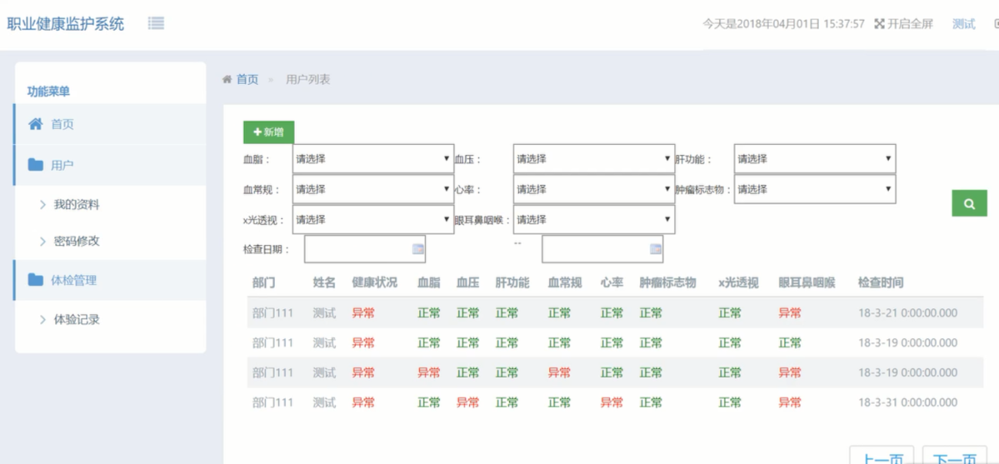 职业健康监护系统
今天是2018年04月01日 15:37:57 开启全屏 测试
功能菜单
首页
用户
我的资料
密码修改
体检管理
体验记录
首页 » 用户列表
+新增
血脂： 请选择 血压： 请选择 肝功能： 请选择
血常规： 请选择 心率： 请选择 肿瘤标志物： 请选择
x光透视： 请选择 眼耳鼻咽喉： 请选择
检查日期： --
部门 姓名 健康状况 血脂 血压 肝功能 血常规 心率 肿瘤标志物 x光透视 眼耳鼻咽喉 检查时间
部门111 测试 异常 正常 正常 正常 正常 正常 正常 正常 异常 18-3-21 0:00:00.000
部门111 测试 异常 正常 正常 正常 正常 正常 正常 正常 正常 18-3-19 0:00:00.000
部门111 测试 异常 异常 正常 正常 异常 正常 正常 正常 异常 18-3-19 0:00:00.000
部门111 测试 异常 正常 异常 正常 正常 异常 正常 正常 异常 18-3-31 0:00:00.000
上一页 下一页